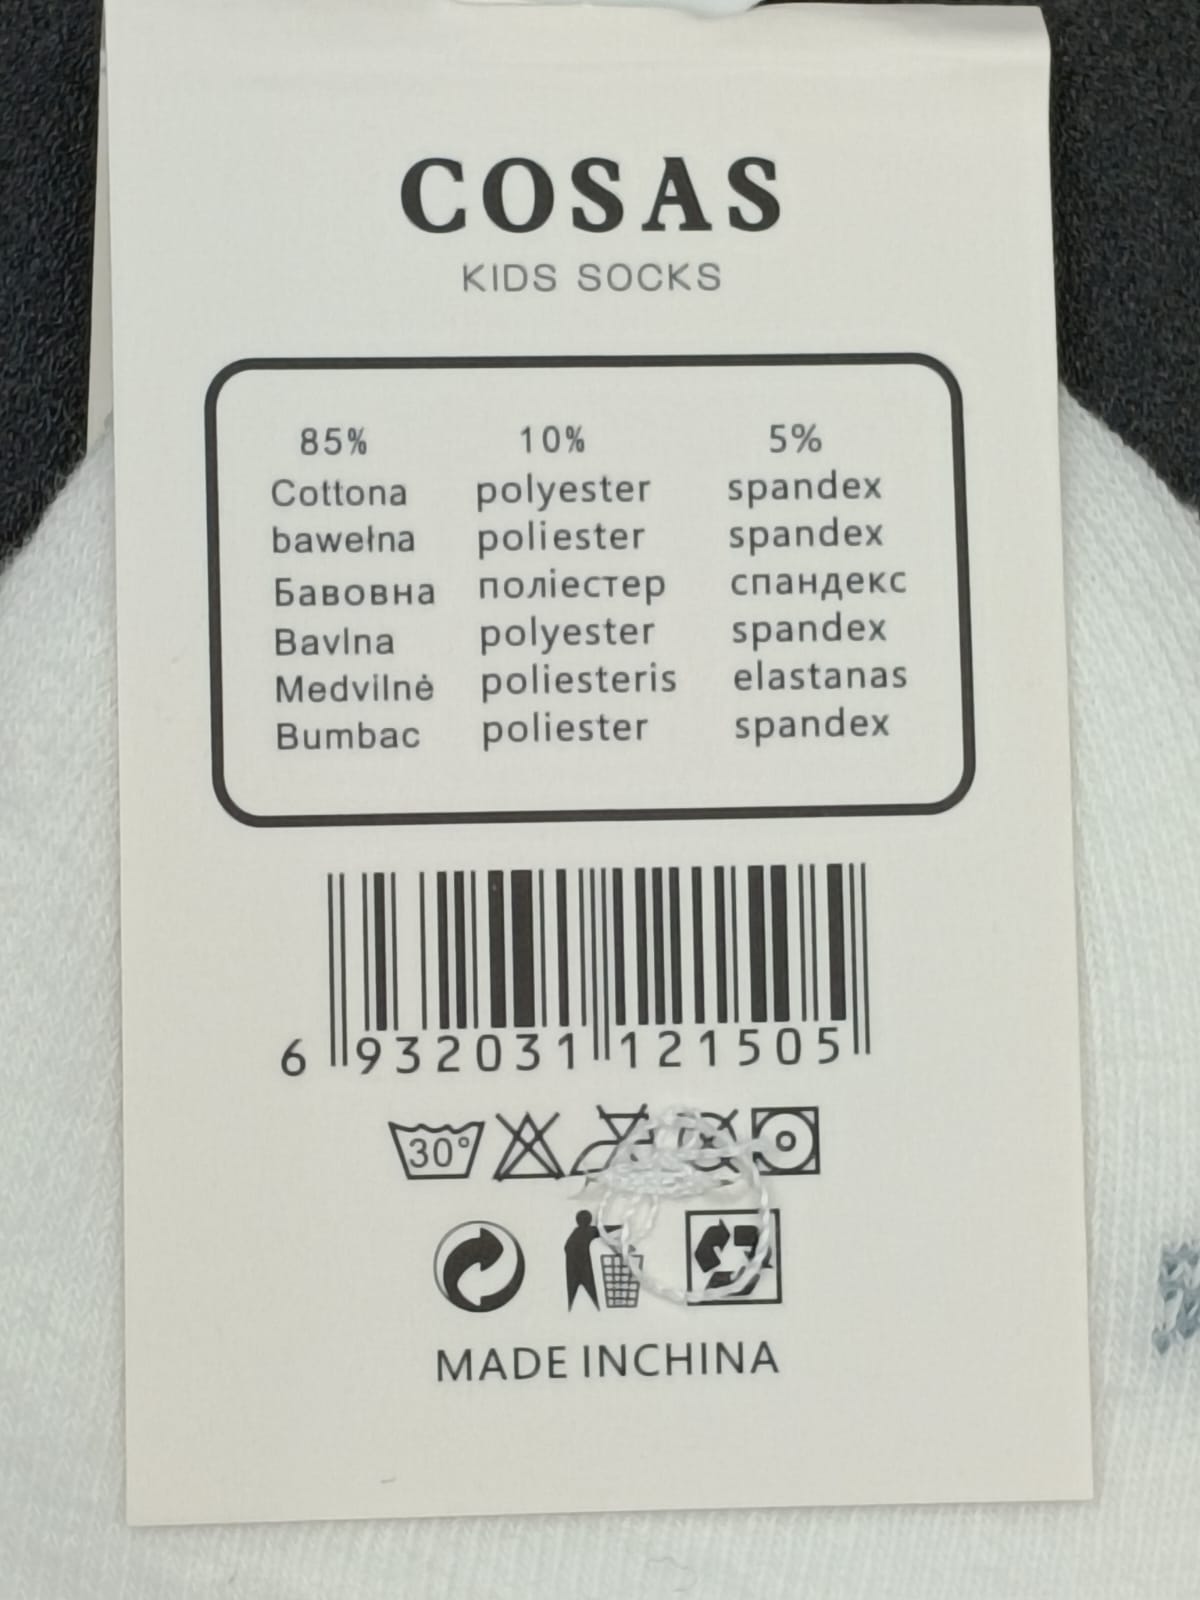 COSAS
KIDS SOCKS
85% 10% 5%
Cottona polyester spandex
bawełna poliester spandex
Бавовна поліестер спандекс
Bavlna polyester spandex
Medvilnė poliesteris elastanas
Bumbac poliester spandex
6 932031 121505
30°
MADE INCHINA